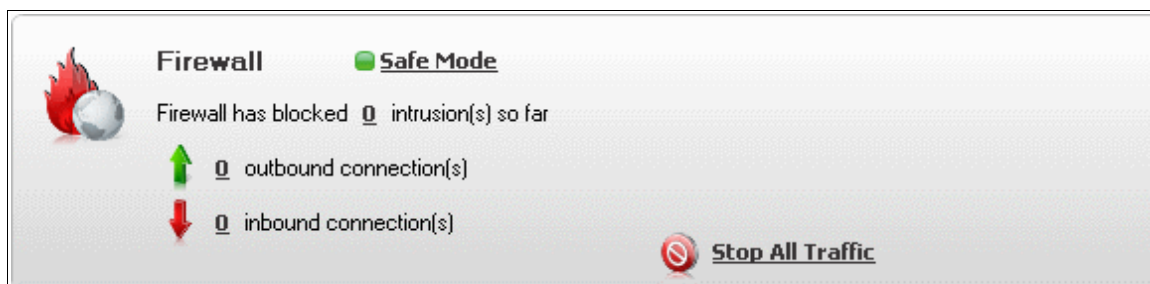 Firewall Safe Mode
Firewall has blocked 0 intrusion(s) so far
0 outbound connection(s)
0 inbound connection(s)
Stop All Traffic